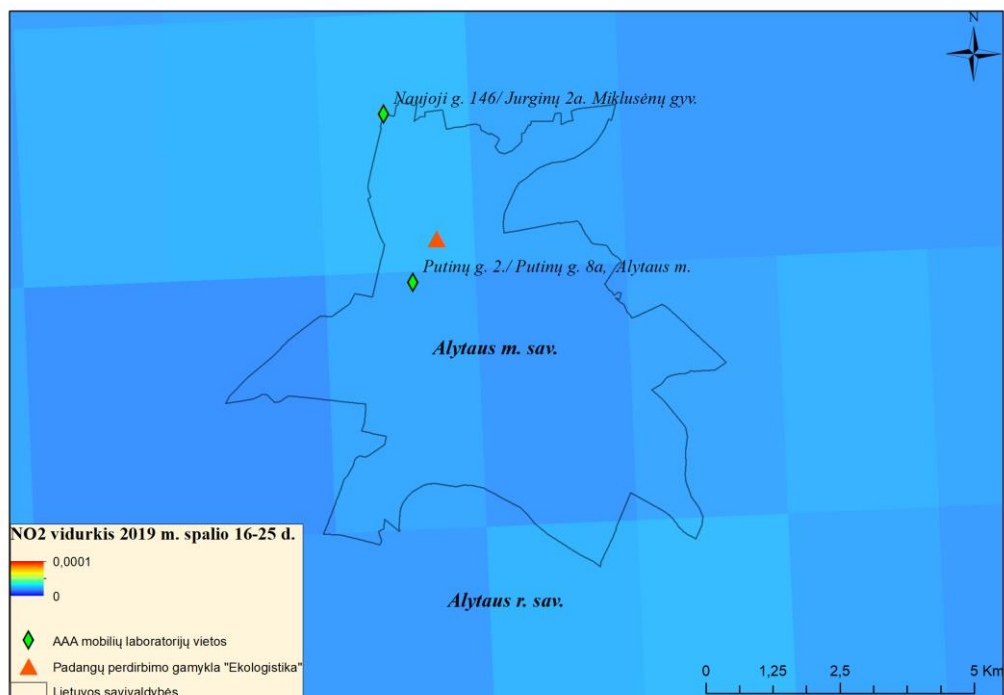 N
Naujoji g. 146/ Jurginų 2a. Miklusėnų gyv.
Putinų g. 2./ Putinų g. 8a, Alytaus m.
Alytaus m. sav.
Alytaus r. sav.
NO2 vidurkis 2019 m. spalio 16-25 d.
0,0001
0
AAA mobilių laboratorijų vietos
Padangų perdirbimo gamykla "Ekologistika"
Lietuvos savivaldybės
0 1,25 2,5 5 Km